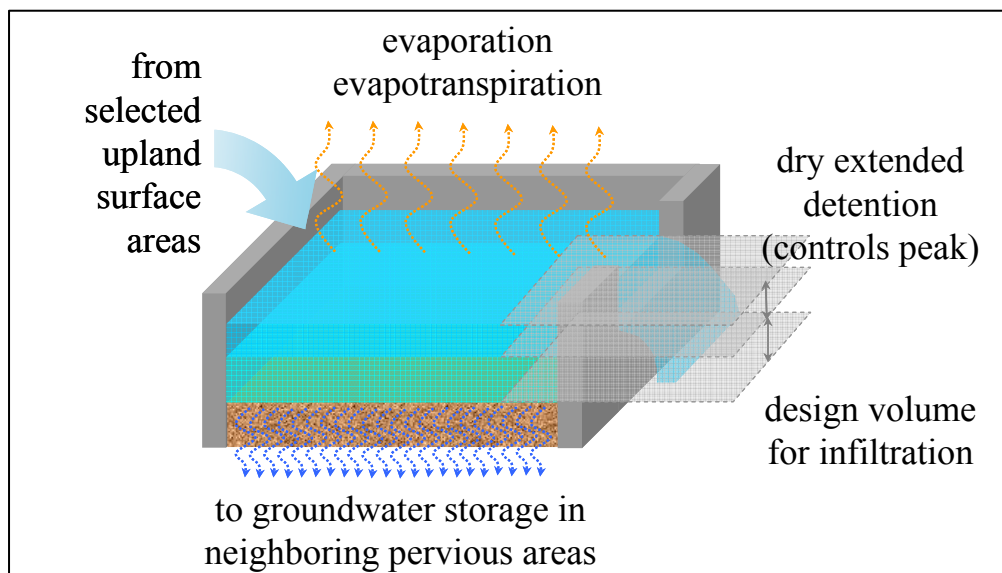 evaporation
evapotranspiration
from
selected
upland
surface
areas
dry extended
detention
(controls peak)
design volume
for infiltration
to groundwater storage in
neighboring pervious areas